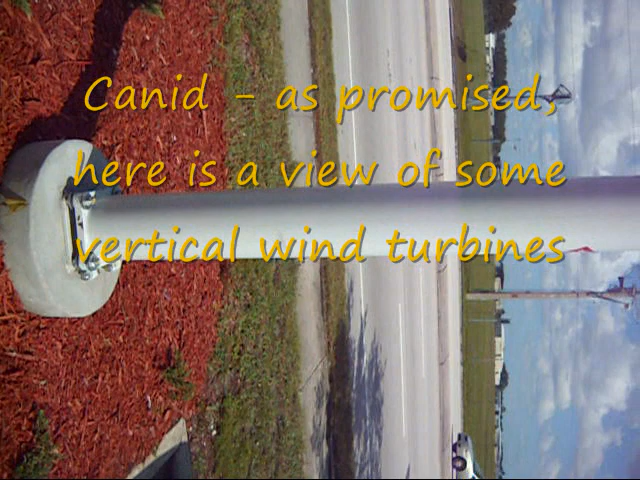 Canid - as promised,
here is a view of some
vertical wind turbines